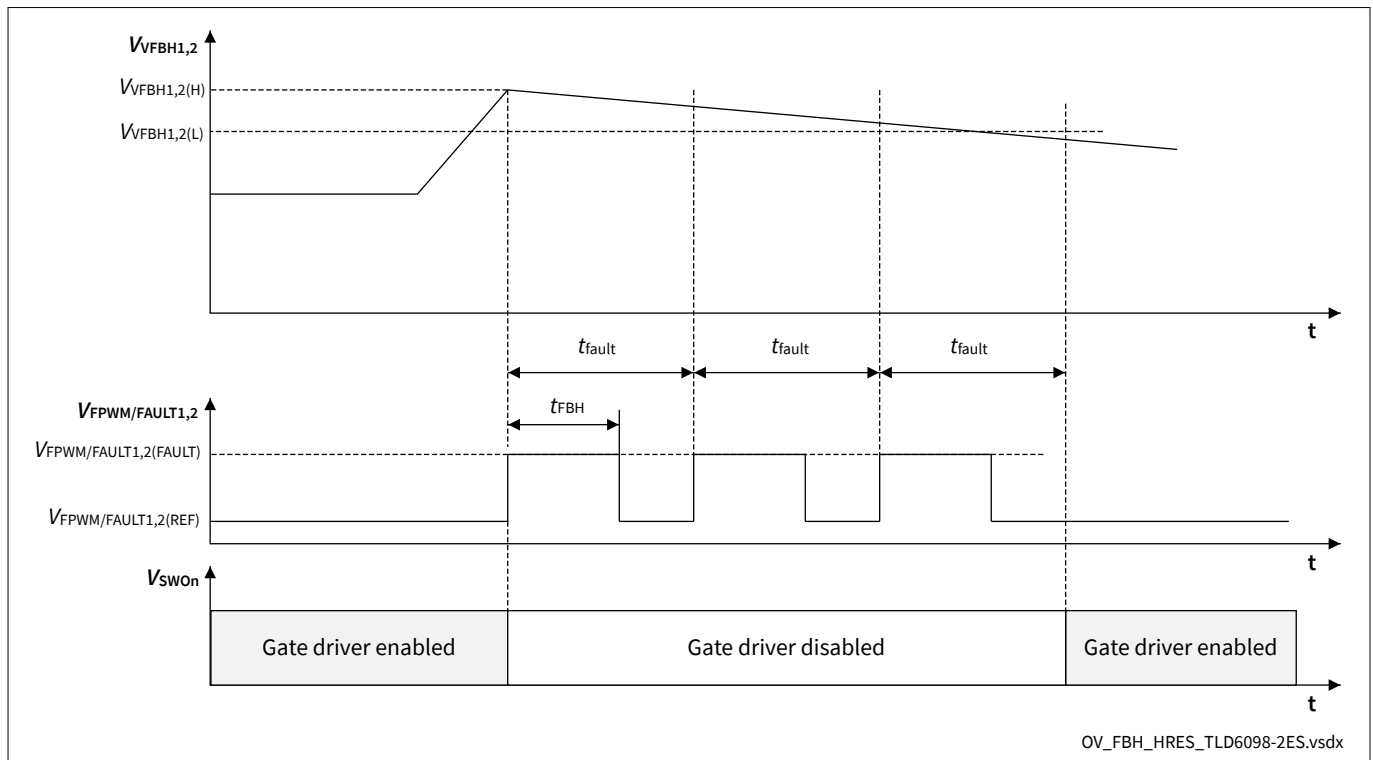 VVFBH1,2
VVFBH1,2(H)
VVFBH1,2(L)
t
tfault tfault tfault
VFPWM/FAULT1,2
tFBH
VFPWM/FAULT1,2(FAULT)
VFPWM/FAULT1,2(REF)
t
VSWOn
Gate driver enabled Gate driver disabled Gate driver enabled
t
OV_FBH_HRES_TLD6098-2ES.vsdx